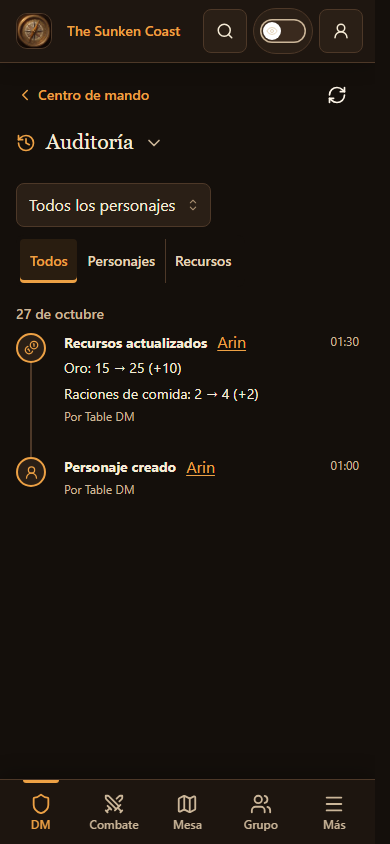 The Sunken Coast
Centro de mando
Auditoría
Todos los personajes
Todos Personajes Recursos
27 de octubre
Recursos actualizados Arin 01:30
Oro: 15 → 25 (+10)
Raciones de comida: 2 → 4 (+2)
Por Table DM
Personaje creado Arin 01:00
Por Table DM
DM Combate Mesa Grupo Más